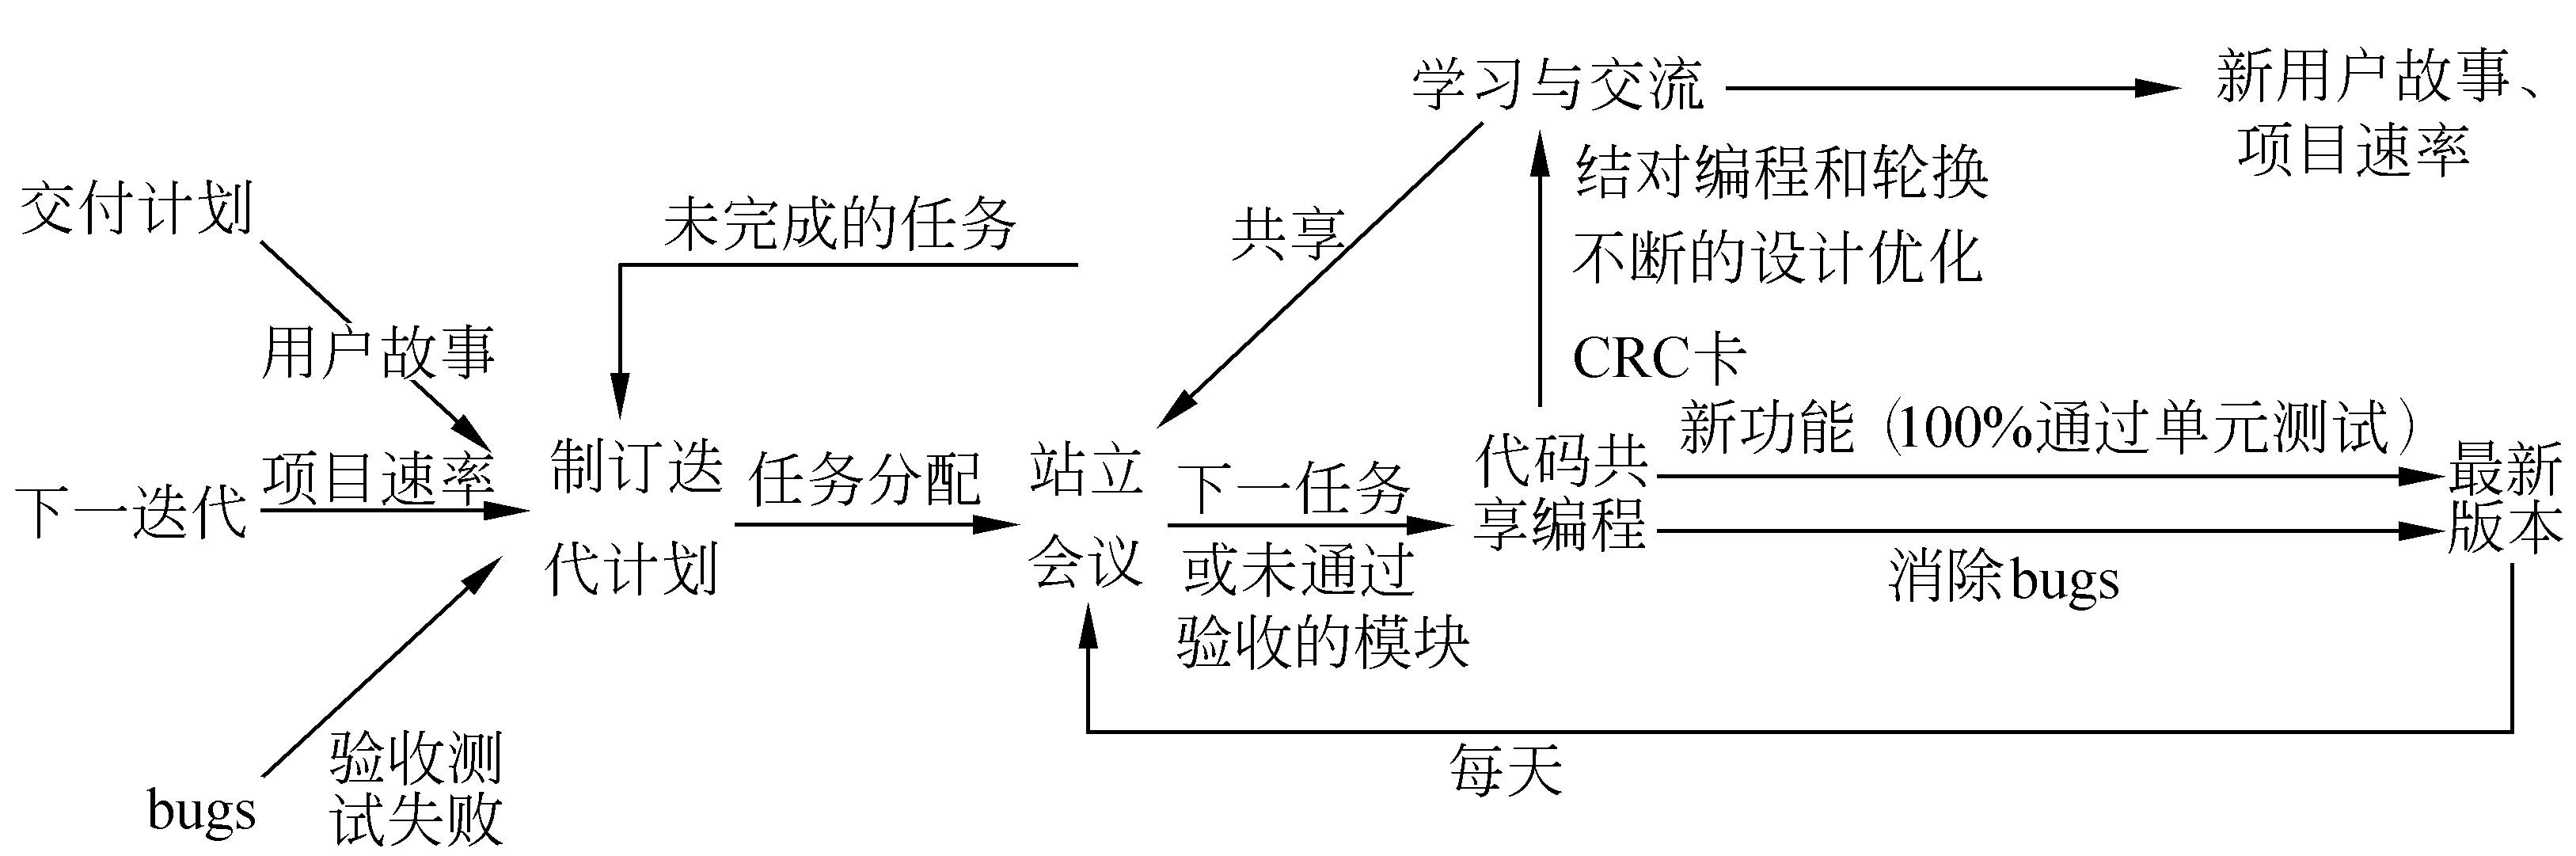 学习与交流
新用户故事、
项目速率
结对编程和轮换
不断的设计优化
CRC卡
交付计划
未完成的任务
共享
用户故事
项目速率
下一迭代
制订迭
代计划
任务分配
站立
会议
下一任务
或未通过
验收的模块
代码共
享编程
新功能（100%通过单元测试）
消除bugs
最新
版本
每天
bugs
验收测
试失败